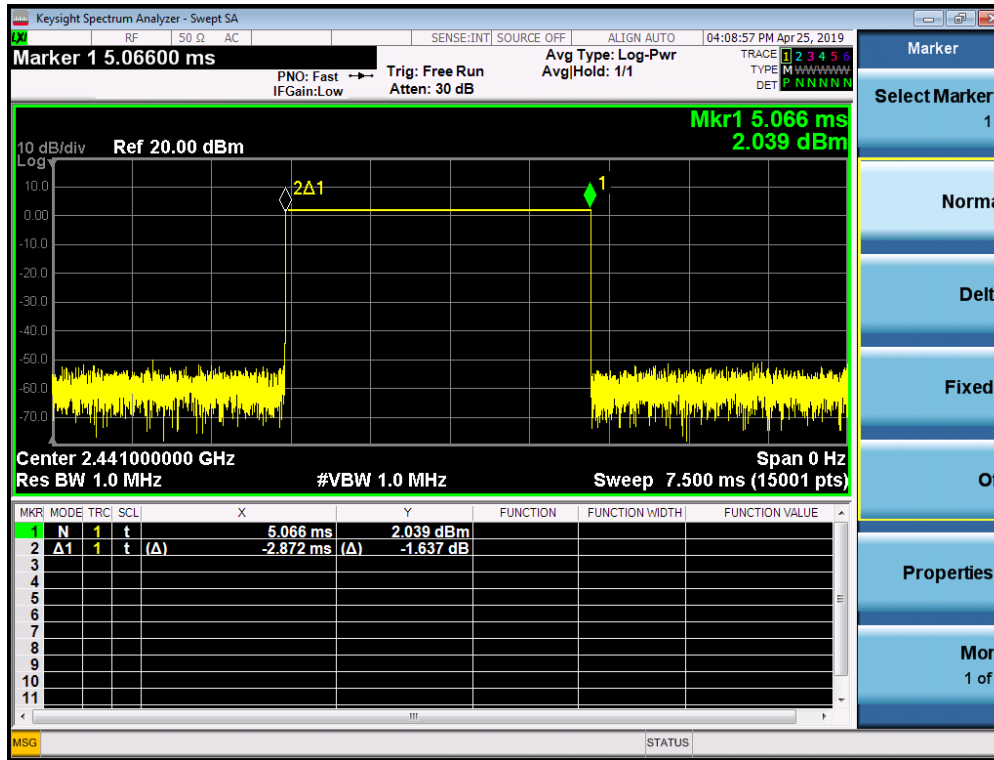 Keysight Spectrum Analyzer - Swept SA
LXI RF 50 Ω AC SENSE:INT SOURCE OFF ALIGN AUTO 04:08:57 PM Apr 25, 2019
Marker 1 5.06600 ms
PNO: Fast
IFGain:Low
Trig: Free Run
Atten: 30 dB
Avg Type: Log-Pwr
Avg|Hold: 1/1
TRACE 1 2 3 4 5 6
TYPE M WWWWW
DET P N N N N N
Mkr1 5.066 ms
2.039 dBm
10 dB/div Ref 20.00 dBm
Log
10.0
0.00
-10.0
-20.0
-30.0
-40.0
-50.0
-60.0
-70.0
2Δ1
1
Center 2.441000000 GHz Span 0 Hz
Res BW 1.0 MHz #VBW 1.0 MHz Sweep 7.500 ms (15001 pts)
MKR MODE TRC SCL X Y FUNCTION FUNCTION WIDTH FUNCTION VALUE
1 N 1 t 5.066 ms 2.039 dBm
2 Δ1 1 t (Δ) -2.872 ms (Δ) -1.637 dB
3
4
5
6
7
8
9
10
11
MSG STATUS
Marker
Select Marker
1
Norma
Delt
Fixed
O
Properties
Mor
1 of